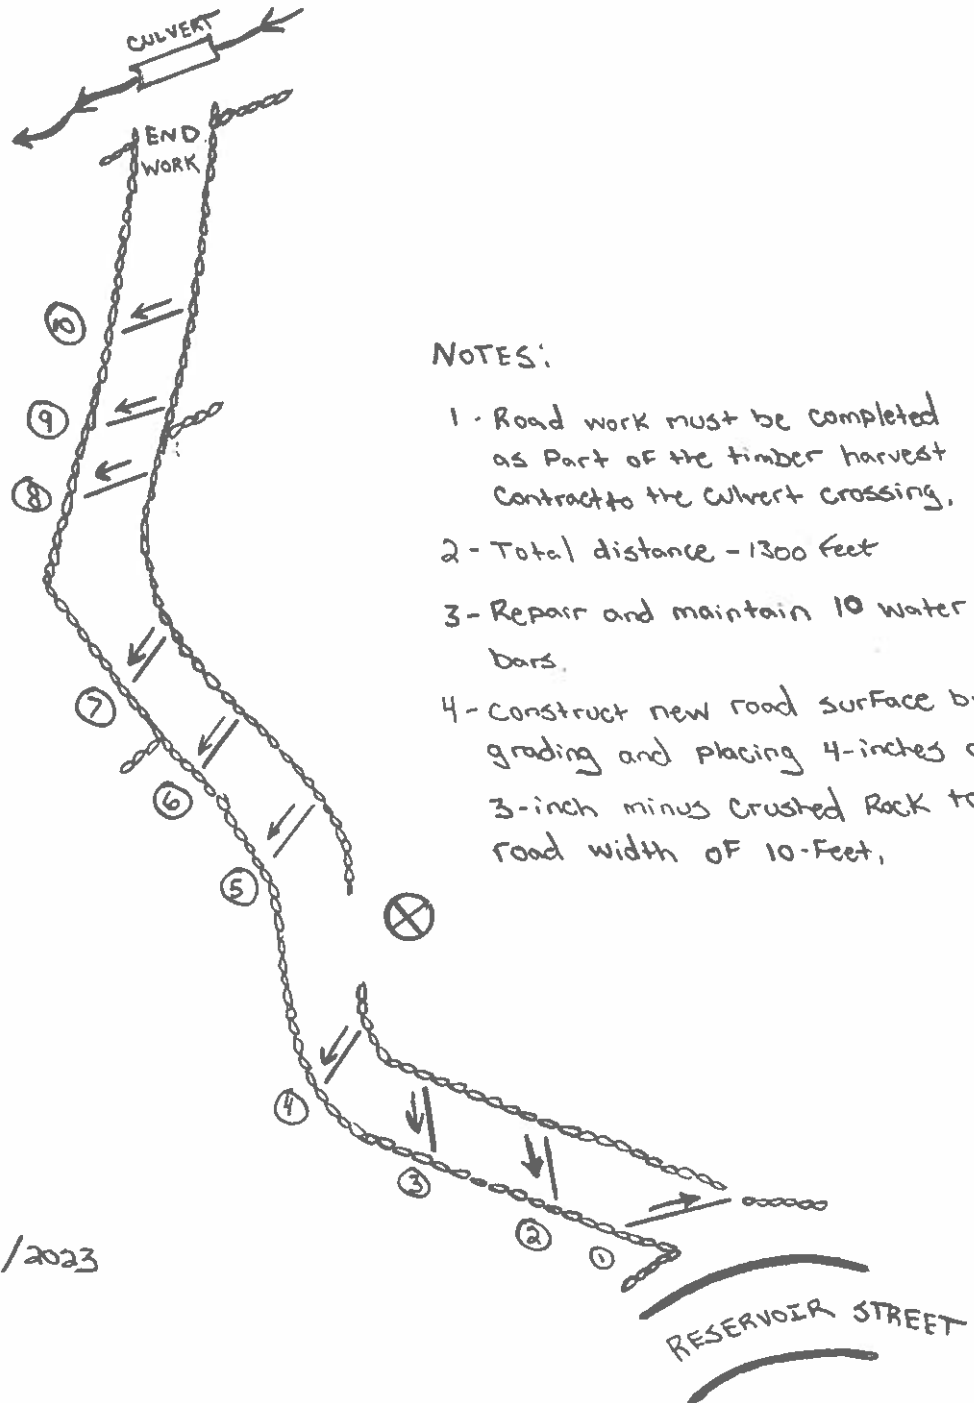 CULVERT
END
WORK
10
9
8
7
6
5
4
3
2
1
NOTES:
1 - Road work must be completed
as Part of the timber harvest
Contract to the culvert crossing.
2 - Total distance - 1300 feet
3 - Repair and maintain 10 water
bars.
4 - Construct new road surface b
grading and placing 4-inches o
3-inch minus crushed Rock to
road width of 10-Feet.
/2023
RESERVOIR STREET